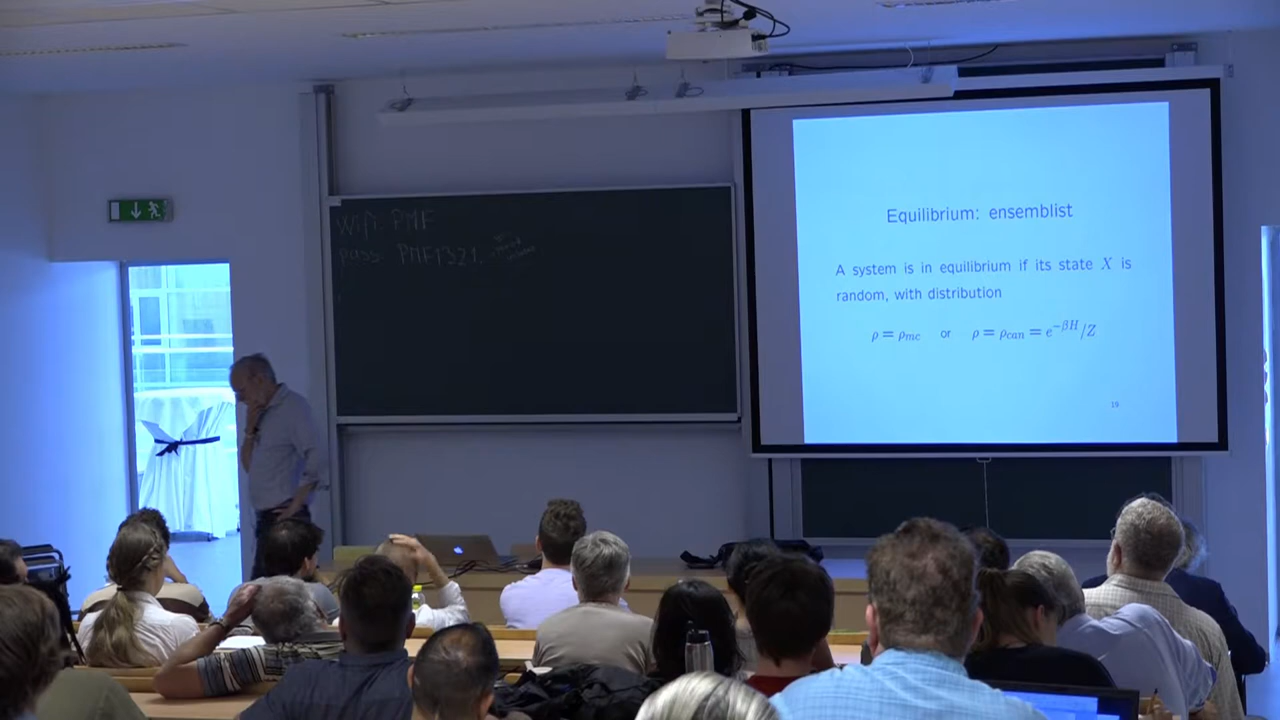 wifi: PMF
pass: PMF1321
Equilibrium: ensemblist
A system is in equilibrium if its state X is
random, with distribution
ρ = ρmc or ρ = ρcan = e^−βH/Z
19